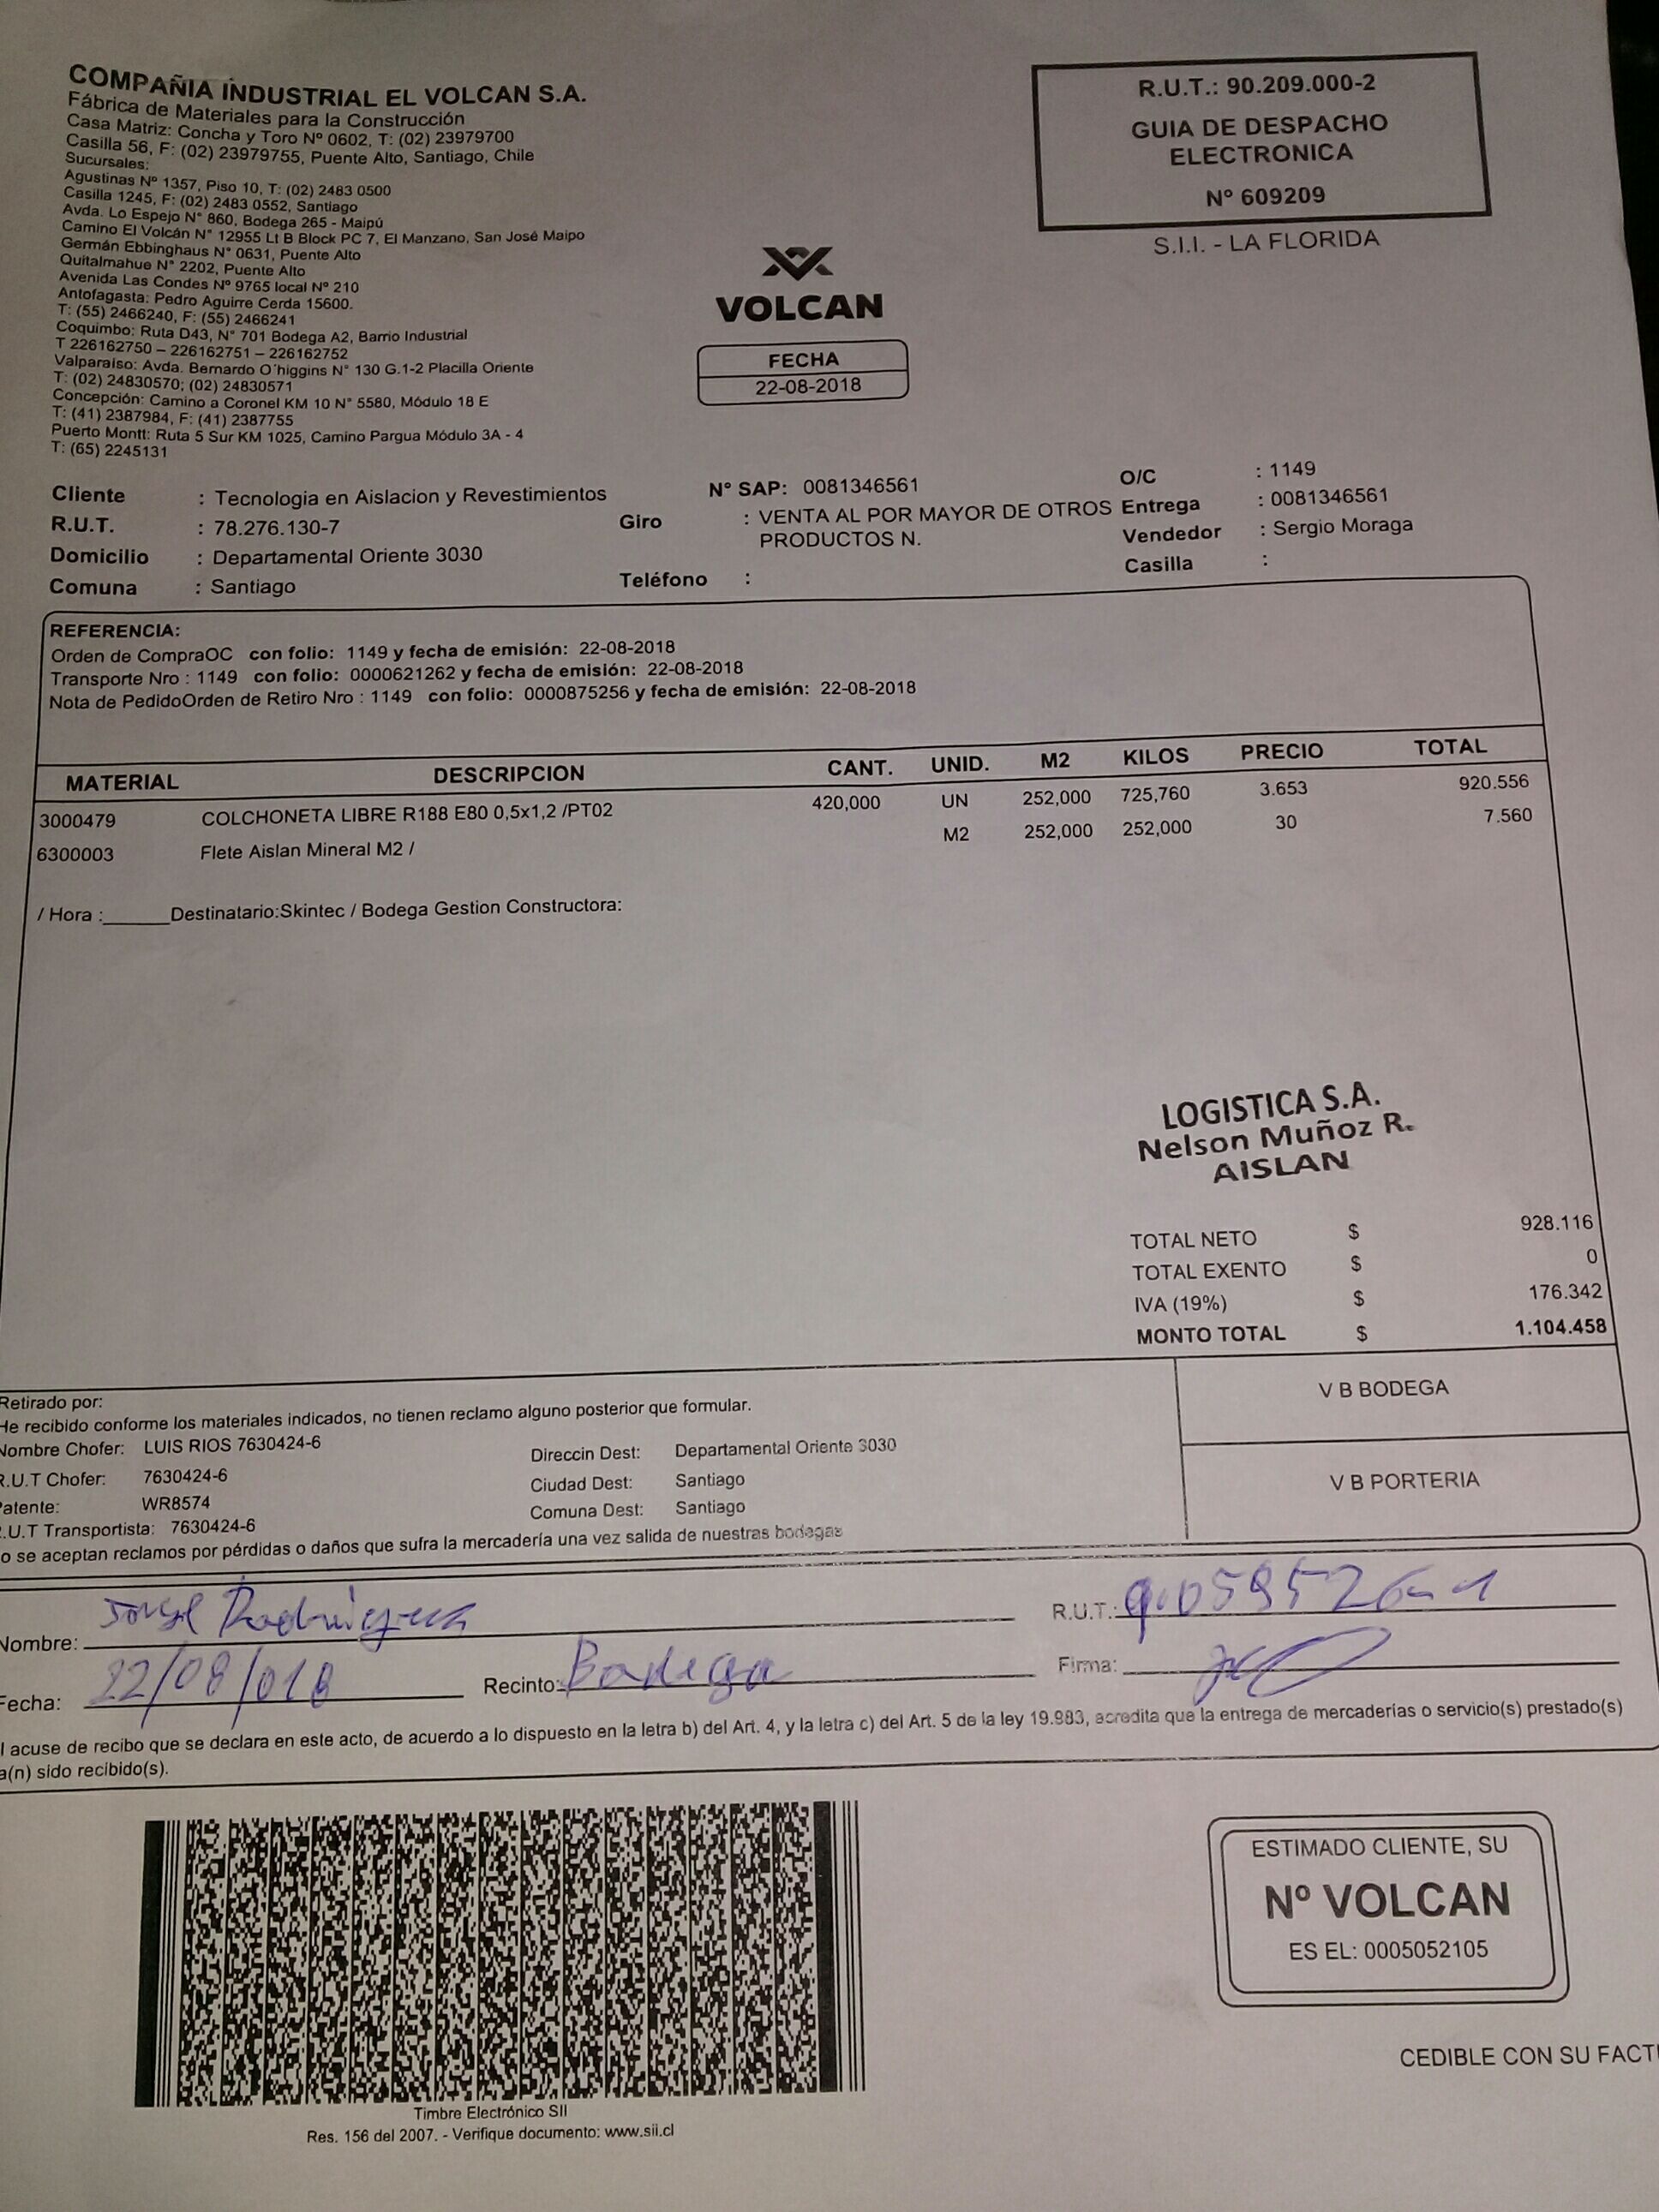 COMPAÑIA INDUSTRIAL EL VOLCAN S.A.
Fábrica de Materiales para la Construcción
Casa Matriz: Concha y Toro Nº 0602, T: (02) 23979700
Casilla 56, F: (02) 23979755, Puente Alto, Santiago, Chile
Sucursales:
Agustinas Nº 1357, Piso 10, T: (02) 2483 0500
Casilla 1245, F: (02) 2483 0552, Santiago
Avda. Lo Espejo N° 860, Bodega 265 - Maipú
Camino El Volcán N° 12955 Lt B Block PC 7, El Manzano, San José Maipo
Germán Ebbinghaus N° 0631, Puente Alto
Quitalmahue N° 2202, Puente Alto
Avenida Las Condes Nº 9765 local Nº 210
Antofagasta: Pedro Aguirre Cerda 15600.
T: (55) 2466240, F: (55) 2466241
Coquimbo: Ruta D43, N° 701 Bodega A2, Barrio Industrial
T 226162750 – 226162751 – 226162752
Valparaíso: Avda. Bernardo O´higgins N° 130 G.1-2 Placilla Oriente
T: (02) 24830570; (02) 24830571
Concepción: Camino a Coronel KM 10 N° 5580, Módulo 18 E
T: (41) 2387984, F: (41) 2387755
Puerto Montt: Ruta 5 Sur KM 1025, Camino Pargua Módulo 3A - 4
T: (65) 2245131
R.U.T.: 90.209.000-2
GUIA DE DESPACHO
ELECTRONICA
Nº 609209
S.I.I. - LA FLORIDA
VOLCAN
FECHA
22-08-2018
Cliente : Tecnologia en Aislacion y Revestimientos Nº SAP: 0081346561 O/C : 1149
R.U.T. : 78.276.130-7 Giro : VENTA AL POR MAYOR DE OTROS Entrega : 0081346561
PRODUCTOS N. Vendedor : Sergio Moraga
Domicilio : Departamental Oriente 3030 Casilla :
Comuna : Santiago Teléfono :
REFERENCIA:
Orden de CompraOC con folio: 1149 y fecha de emisión: 22-08-2018
Transporte Nro : 1149 con folio: 0000621262 y fecha de emisión: 22-08-2018
Nota de PedidoOrden de Retiro Nro : 1149 con folio: 0000875256 y fecha de emisión: 22-08-2018
MATERIAL DESCRIPCION CANT. UNID. M2 KILOS PRECIO TOTAL
3000479 COLCHONETA LIBRE R188 E80 0,5x1,2 /PT02 420,000 UN 252,000 725,760 3.653 920.556
6300003 Flete Aislan Mineral M2 / M2 252,000 252,000 30 7.560
/ Hora :______Destinatario:Skintec / Bodega Gestion Constructora:
LOGISTICA S.A.
Nelson Muñoz R.
AISLAN
TOTAL NETO $ 928.116
TOTAL EXENTO $ 0
IVA (19%) $ 176.342
MONTO TOTAL $ 1.104.458
Retirado por:
He recibido conforme los materiales indicados, no tienen reclamo alguno posterior que formular.
Nombre Chofer: LUIS RIOS 7630424-6 Direccin Dest: Departamental Oriente 3030
R.U.T Chofer: 7630424-6 Ciudad Dest: Santiago
Patente: WR8574 Comuna Dest: Santiago
.U.T Transportista: 7630424-6
o se aceptan reclamos por pérdidas o daños que sufra la mercadería una vez salida de nuestras bodegas
V B BODEGA
V B PORTERIA
Nombre: Jorge Rodriguez R.U.T.: 9.059526-1
Fecha: 22/08/018 Recinto: Bodega Firma:
l acuse de recibo que se declara en este acto, de acuerdo a lo dispuesto en la letra b) del Art. 4, y la letra c) del Art. 5 de la ley 19.983, acredita que la entrega de mercaderías o servicio(s) prestado(s)
a(n) sido recibido(s).
Timbre Electrónico SII
Res. 156 del 2007. - Verifique documento: www.sii.cl
ESTIMADO CLIENTE, SU
Nº VOLCAN
ES EL: 0005052105
CEDIBLE CON SU FACT